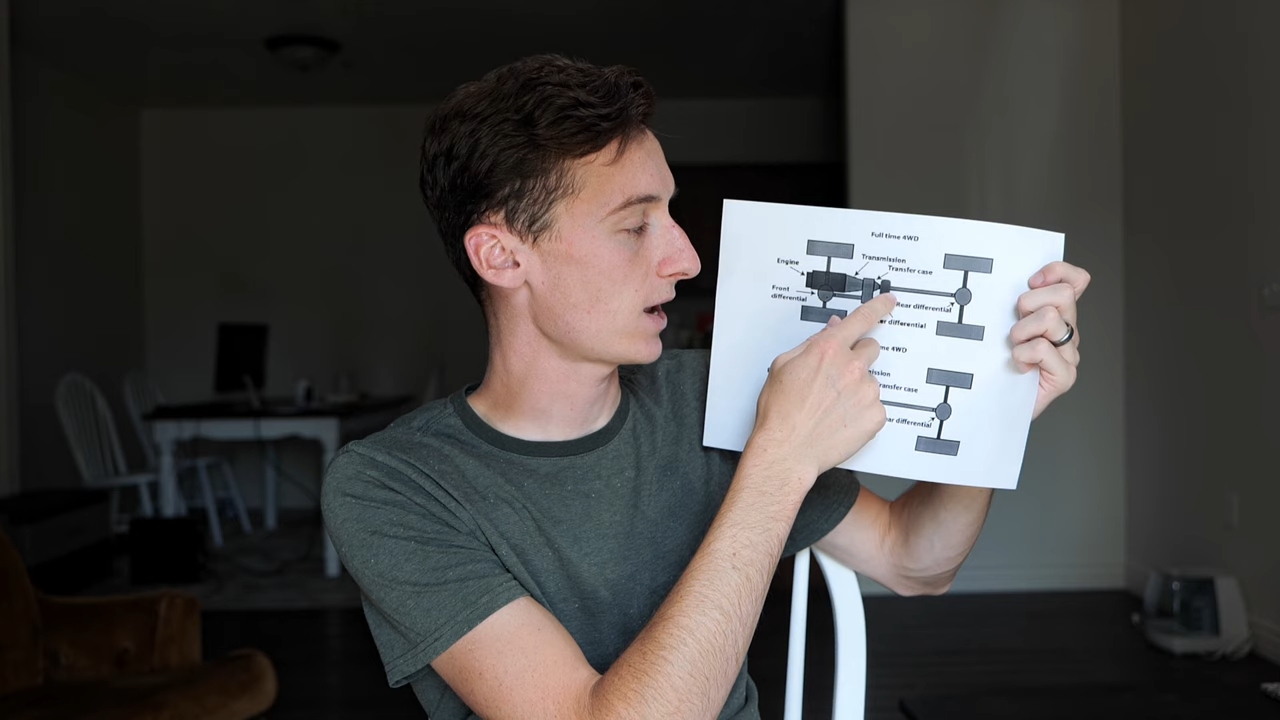 Full time 4WD
Engine
Transmission
Transfer case
Front
differential
Rear differential
differential
4WD
Transfer case
differential